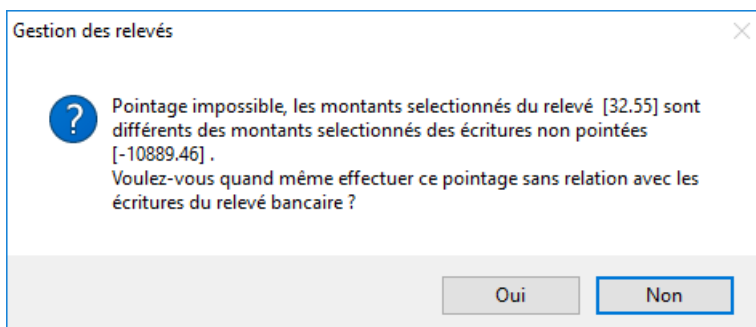 Gestion des relevés
Pointage impossible, les montants selectionnés du relevé  [32.55] sont
différents des montants selectionnés des écritures non pointées
[-10889.46] .
Voulez-vous quand même effectuer ce pointage sans relation avec les
écritures du relevé bancaire ?
Oui
Non